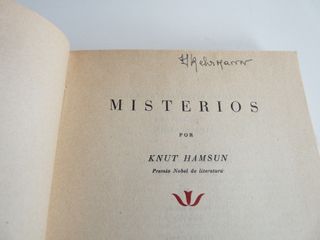 MISTERIOS
POR
KNUT HAMSUN
Premio Nobel de literatura